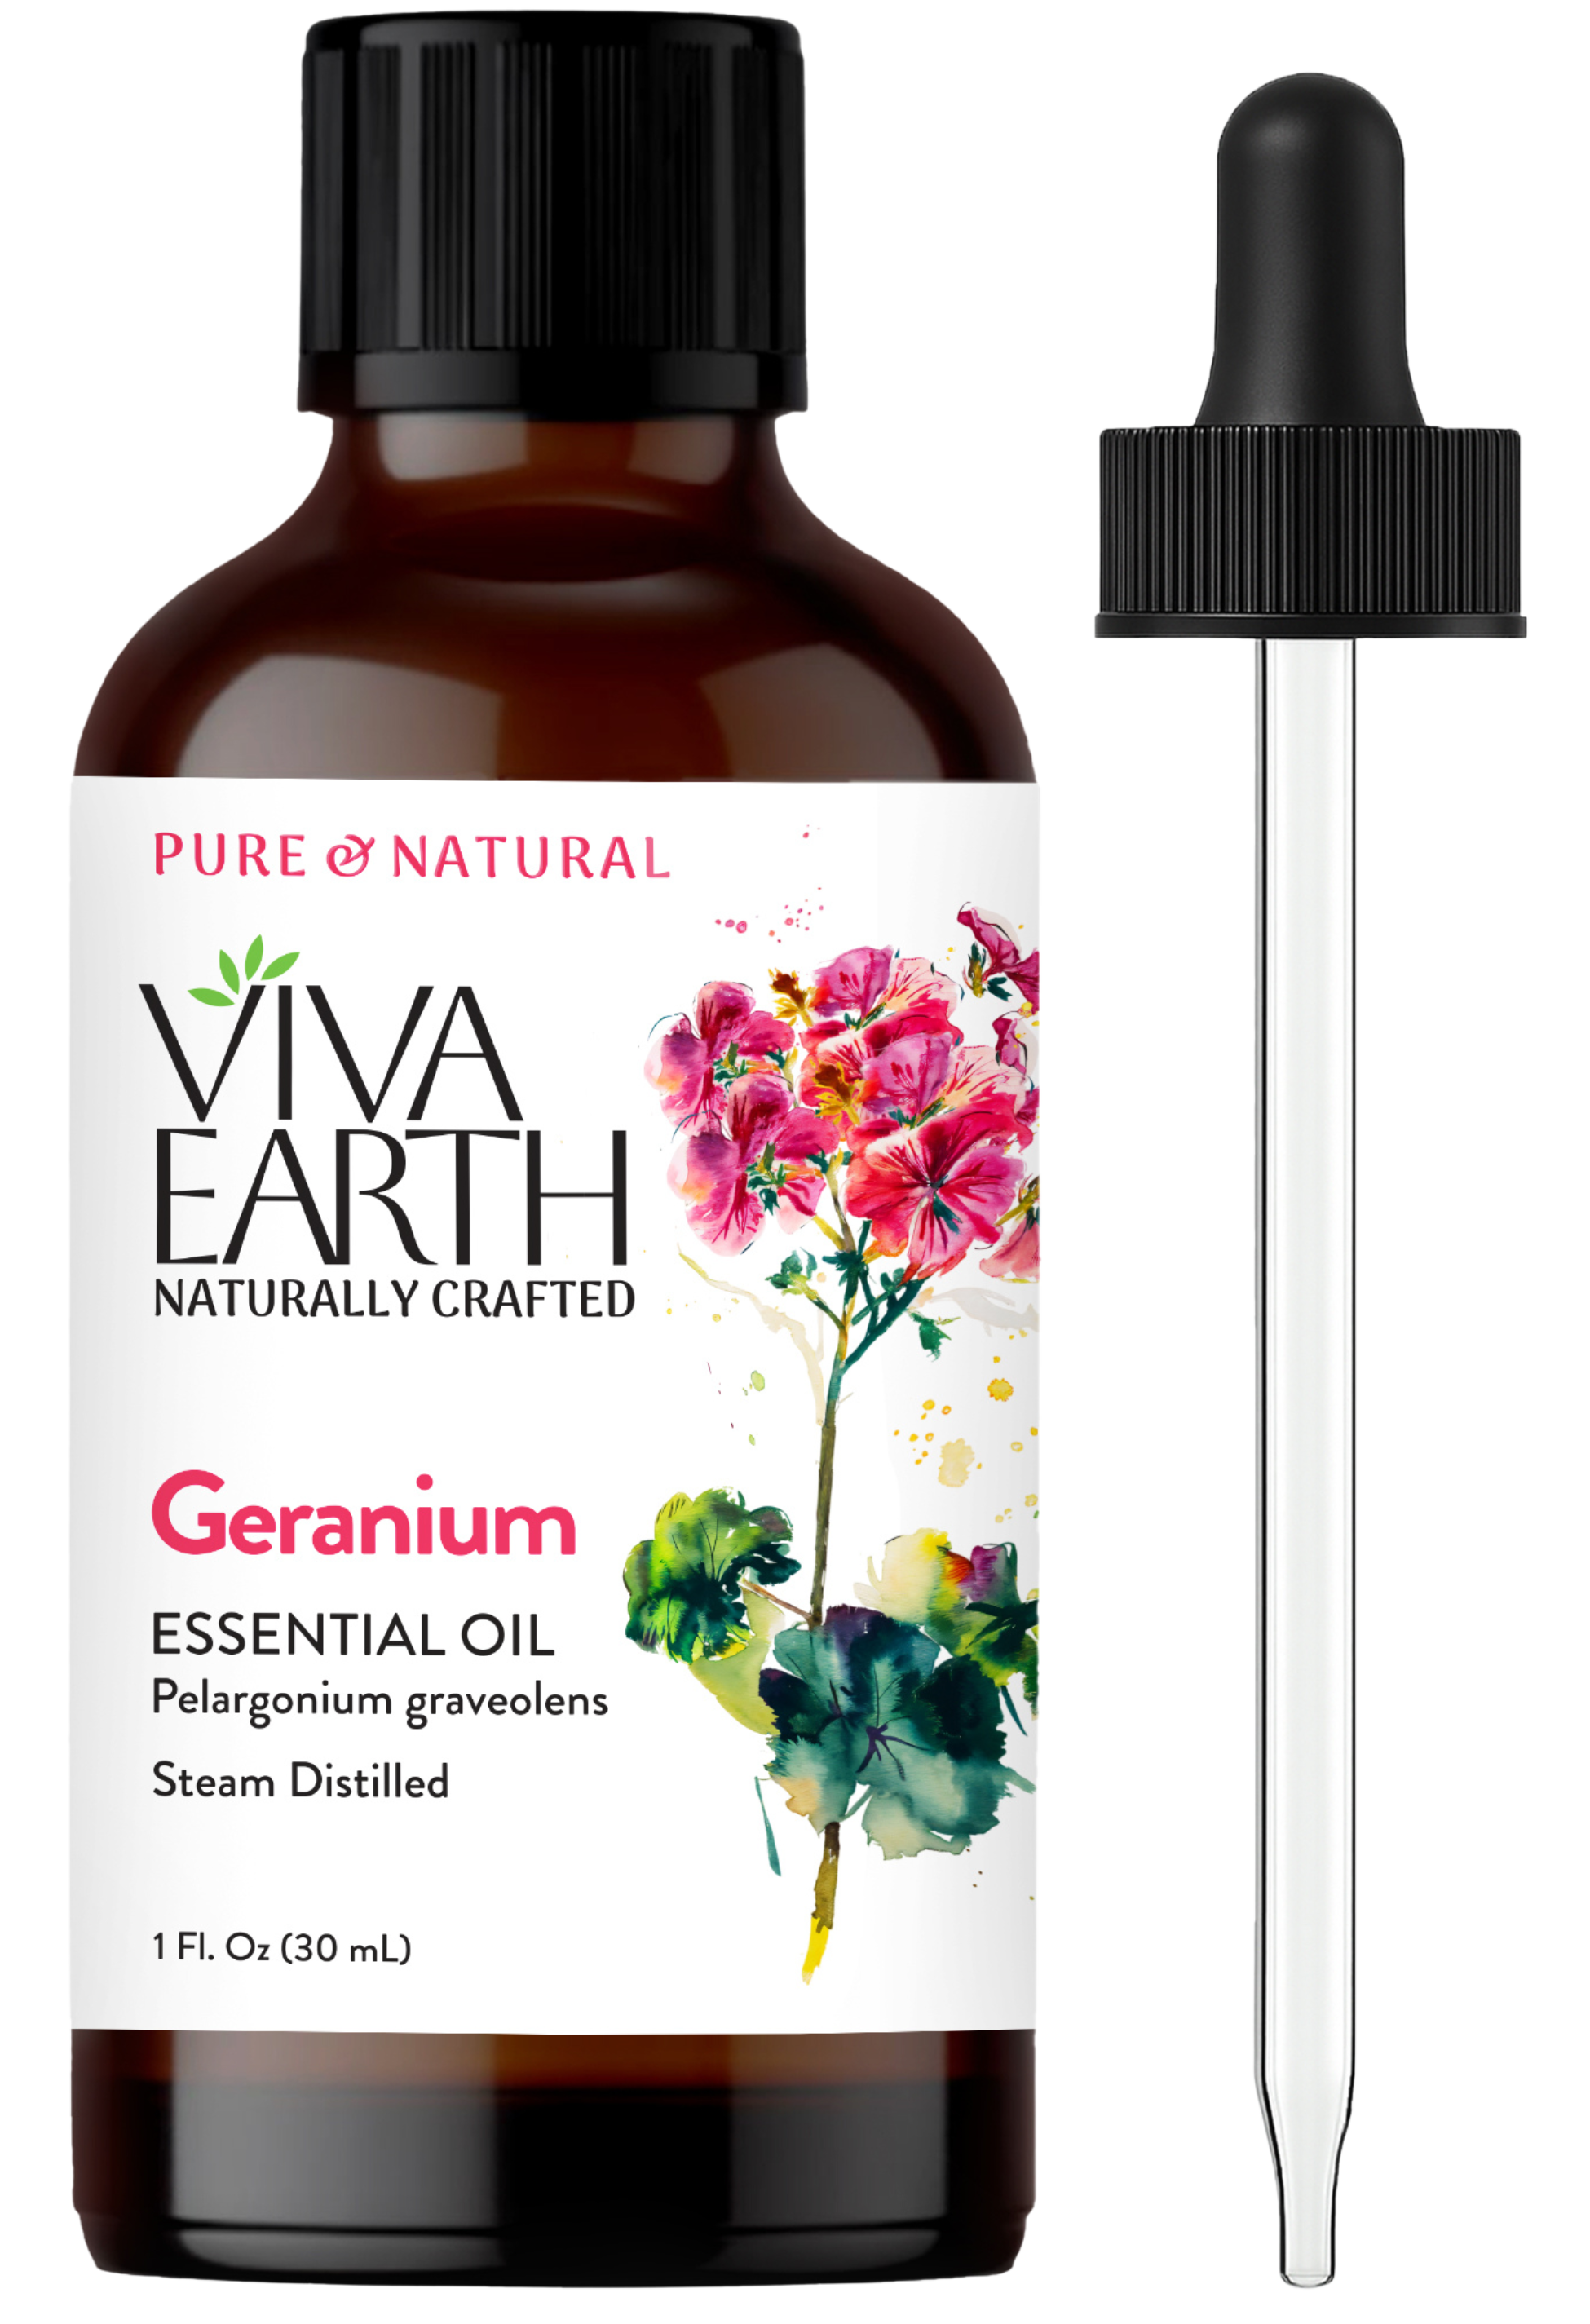 PURE & NATURAL
VIVA
EARTH
NATURALLY CRAFTED
Geranium
ESSENTIAL OIL
Pelargonium graveolens
Steam Distilled
1 Fl. Oz (30 mL)